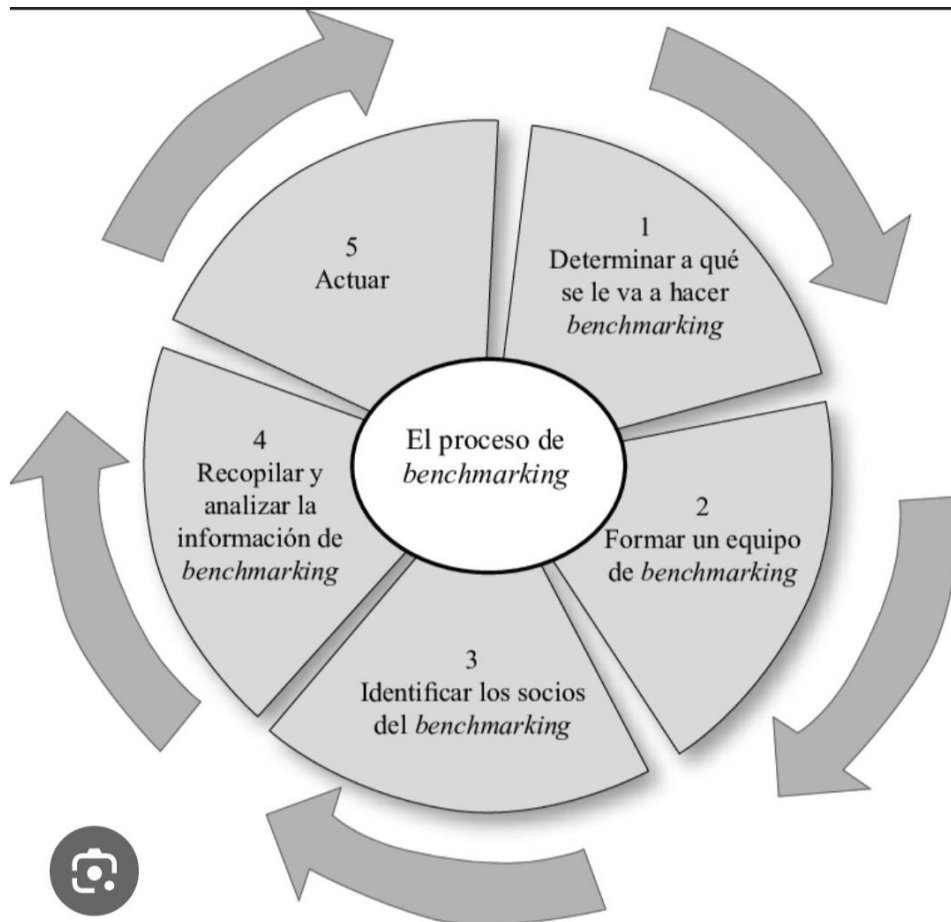 El proceso de
benchmarking
1
Determinar a qué
se le va a hacer
benchmarking
2
Formar un equipo
de benchmarking
3
Identificar los socios
del benchmarking
4
Recopilar y
analizar la
información de
benchmarking
5
Actuar